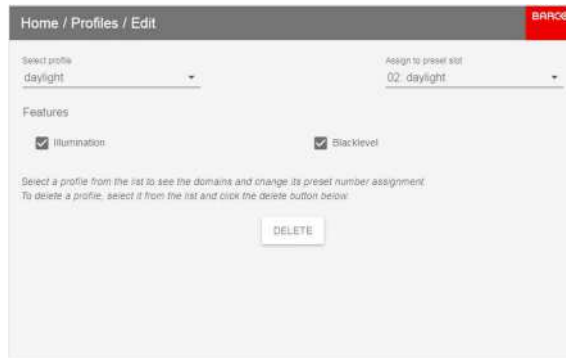 Home / Profiles / Edit
BARCO
Select profile
Assign to preset slot
daylight
02: daylight
Features
Illumination
Blacklevel
Select a profile from the list to see the domains and change its preset number assignment.
To delete a profile, select it from the list and click the delete button below.
DELETE